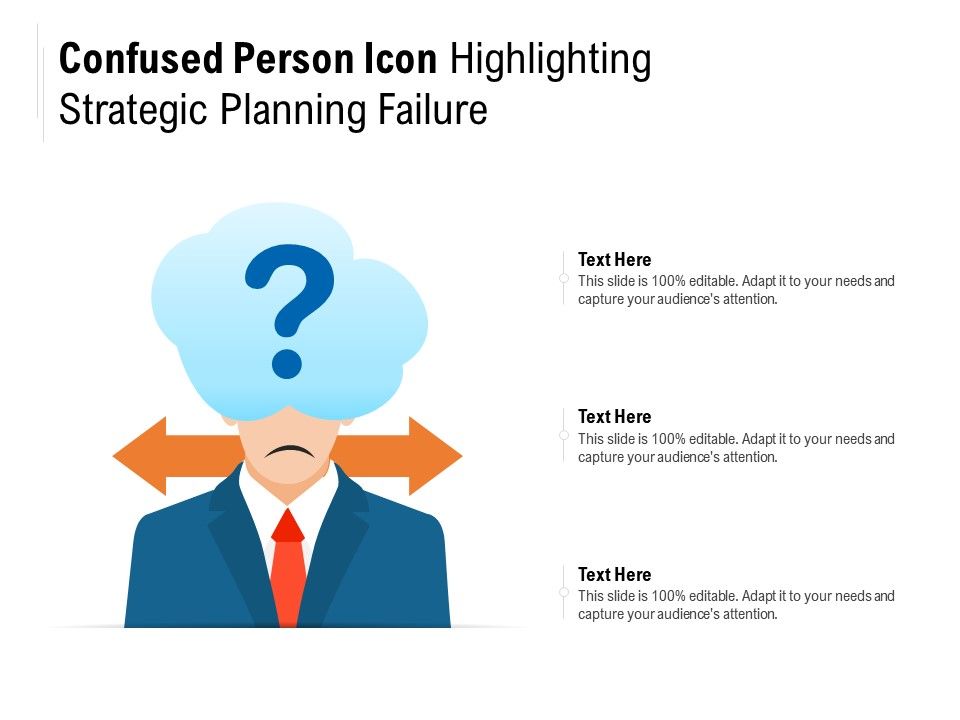 Confused Person Icon Highlighting
Strategic Planning Failure
?
Text Here
This slide is 100% editable. Adapt it to your needs and
capture your audience's attention.
Text Here
This slide is 100% editable. Adapt it to your needs and
capture your audience's attention.
Text Here
This slide is 100% editable. Adapt it to your needs and
capture your audience's attention.